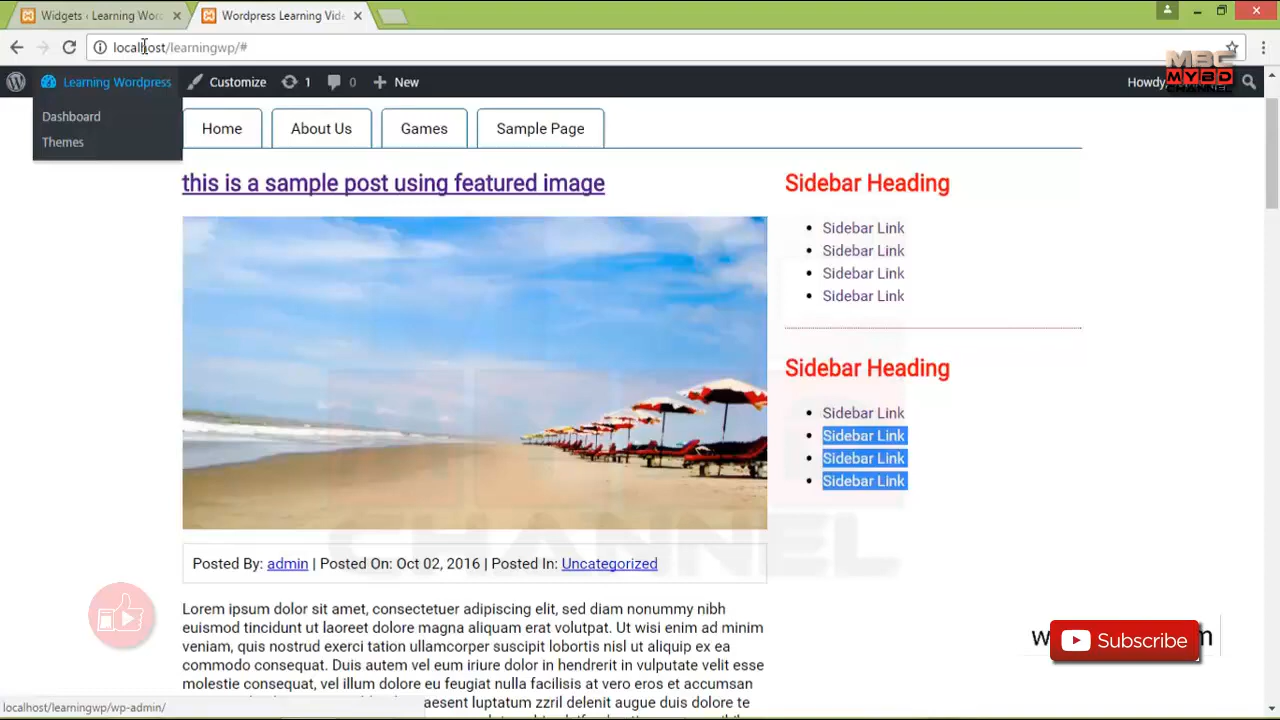 Widgets ‹ Learning Wor
Wordpress Learning Vide
localhost/learningwp/#
MBC
MYBD
CHANNEL
Learning Wordpress
Customize
1
0
New
Howdy,
Dashboard
Themes
Home
About Us
Games
Sample Page
this is a sample post using featured image
Sidebar Heading
Sidebar Link
Sidebar Link
Sidebar Link
Sidebar Link
Sidebar Heading
Sidebar Link
Sidebar Link
Sidebar Link
Sidebar Link
CHANNEL
Posted By: admin | Posted On: Oct 02, 2016 | Posted In: Uncategorized
Lorem ipsum dolor sit amet, consectetuer adipiscing elit, sed diam nonummy nibh
euismod tincidunt ut laoreet dolore magna aliquam erat volutpat. Ut wisi enim ad minim
veniam, quis nostrud exerci tation ullamcorper suscipit lobortis nisl ut aliquip ex ea
commodo consequat. Duis autem vel eum iriure dolor in hendrerit in vulputate velit esse
molestie consequat, vel illum dolore eu feugiat nulla facilisis at vero eros et accumsan
aesent luptatum zzril delenit augue duis dolore te
Subscribe
localhost/learningwp/wp-admin/